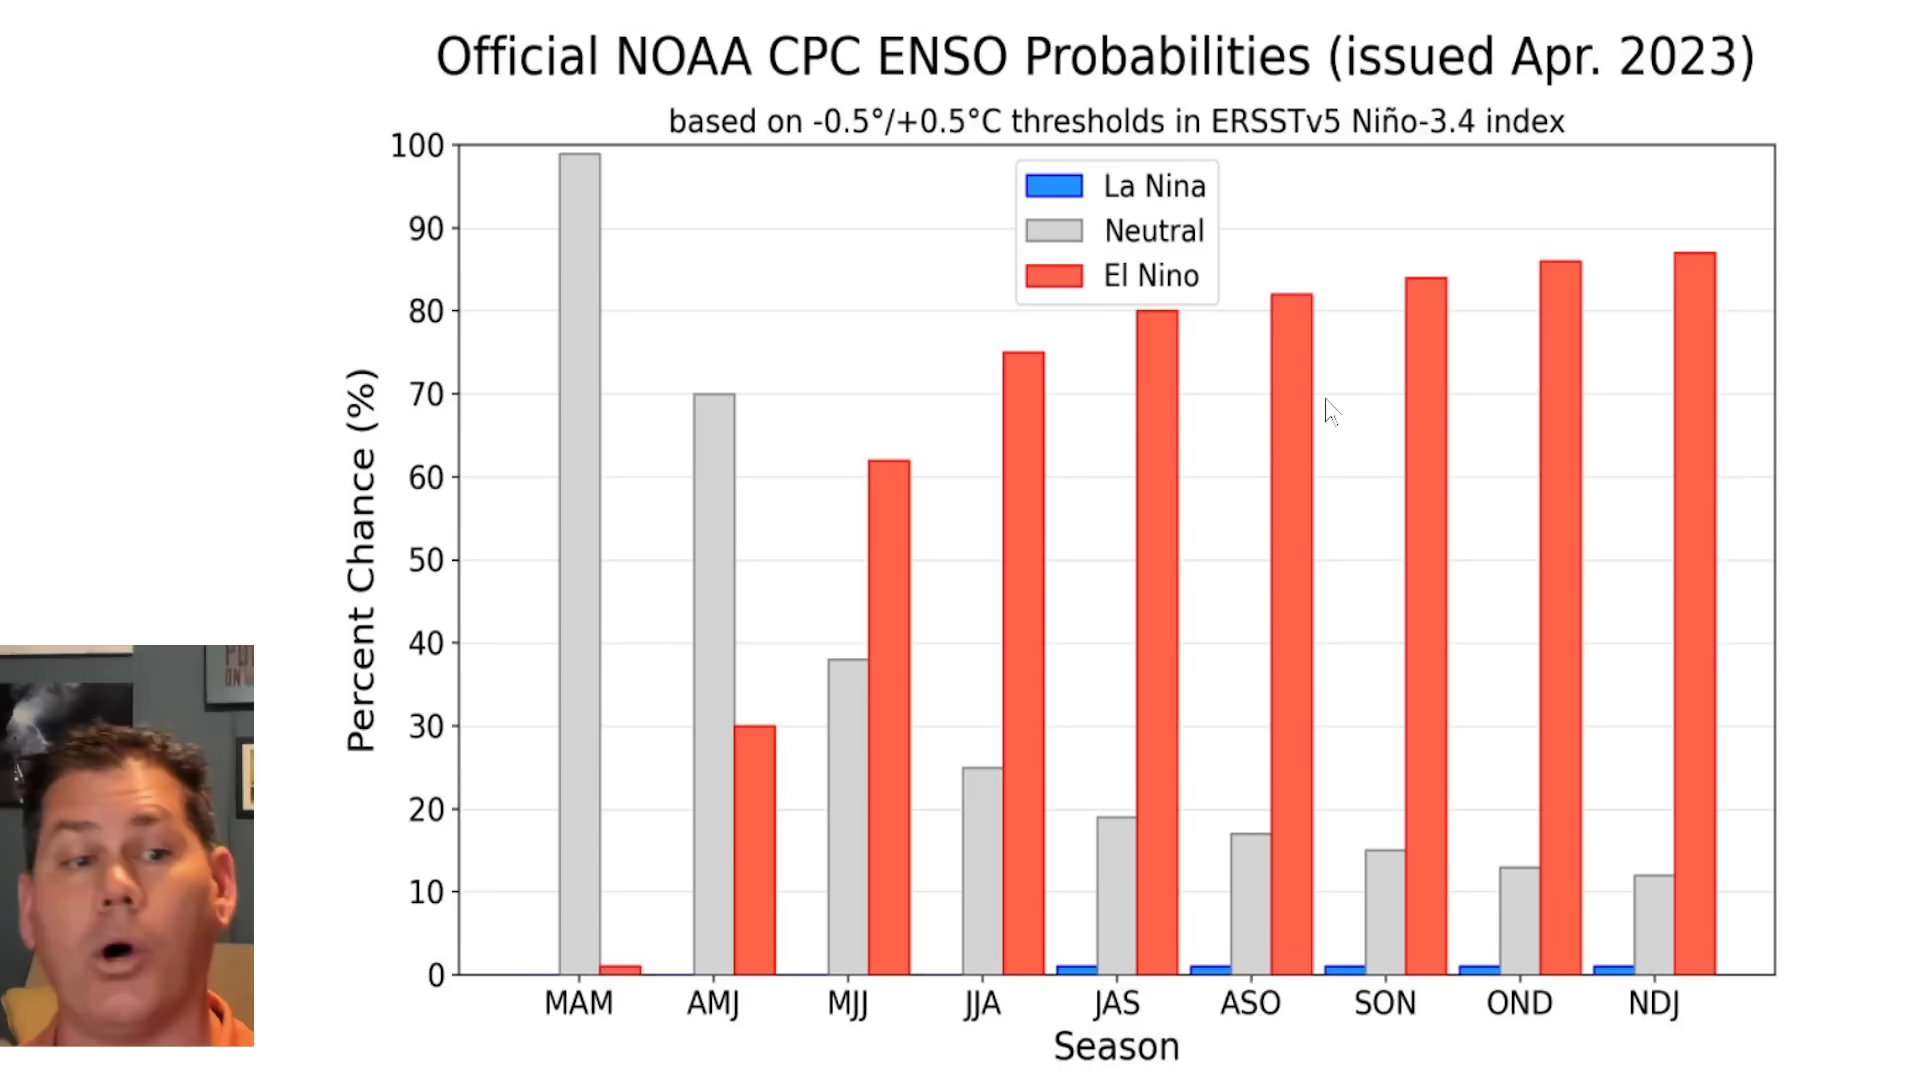 Official NOAA CPC ENSO Probabilities (issued Apr. 2023)
based on -0.5°/+0.5°C thresholds in ERSSTv5 Niño-3.4 index
La Nina
Neutral
El Nino
Percent Chance (%)
100
90
80
70
60
50
40
30
20
10
0
MAM
AMJ
MJJ
JJA
JAS
ASO
SON
OND
NDJ
Season